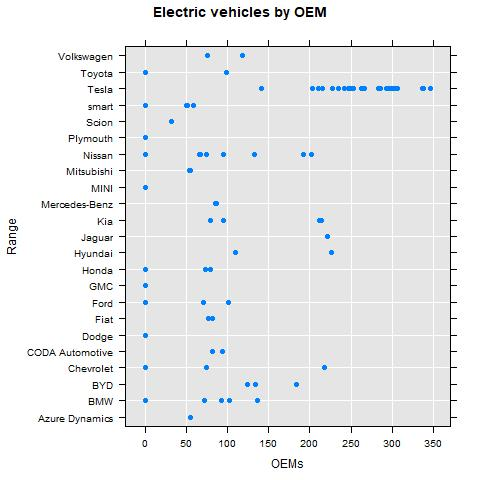 Electric vehicles by OEM
Volkswagen
Toyota
Tesla
smart
Scion
Plymouth
Nissan
Mitsubishi
MINI
Mercedes-Benz
Kia
Jaguar
Hyundai
Honda
GMC
Ford
Fiat
Dodge
CODA Automotive
Chevrolet
BYD
BMW
Azure Dynamics
Range
0 50 100 150 200 250 300 350
OEMs